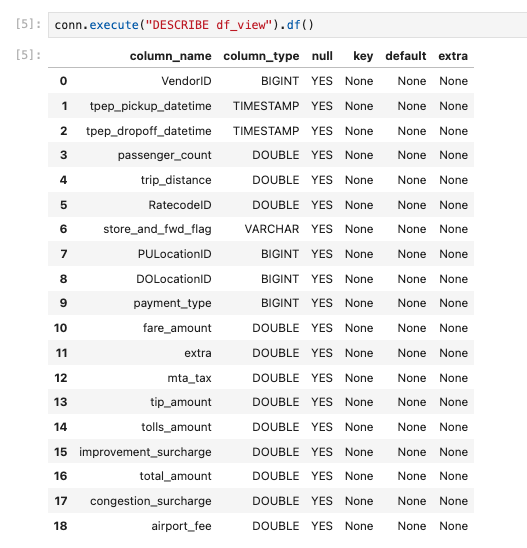 [5]: conn.execute("DESCRIBE df_view").df()
[5]: column_name column_type null key default extra
0 VendorID BIGINT YES None None None
1 tpep_pickup_datetime TIMESTAMP YES None None None
2 tpep_dropoff_datetime TIMESTAMP YES None None None
3 passenger_count DOUBLE YES None None None
4 trip_distance DOUBLE YES None None None
5 RatecodeID DOUBLE YES None None None
6 store_and_fwd_flag VARCHAR YES None None None
7 PULocationID BIGINT YES None None None
8 DOLocationID BIGINT YES None None None
9 payment_type BIGINT YES None None None
10 fare_amount DOUBLE YES None None None
11 extra DOUBLE YES None None None
12 mta_tax DOUBLE YES None None None
13 tip_amount DOUBLE YES None None None
14 tolls_amount DOUBLE YES None None None
15 improvement_surcharge DOUBLE YES None None None
16 total_amount DOUBLE YES None None None
17 congestion_surcharge DOUBLE YES None None None
18 airport_fee DOUBLE YES None None None